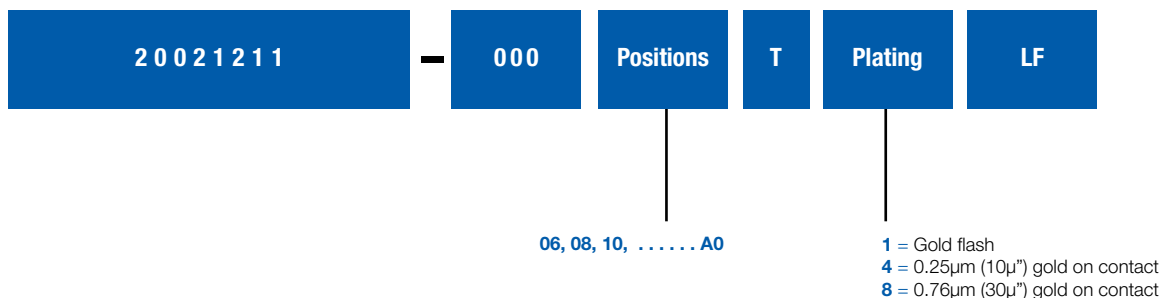 20021211 – 000 Positions T Plating LF
06, 08, 10, . . . . . . A0
1 = Gold flash
4 = 0.25µm (10µ”) gold on contact
8 = 0.76µm (30µ”) gold on contact